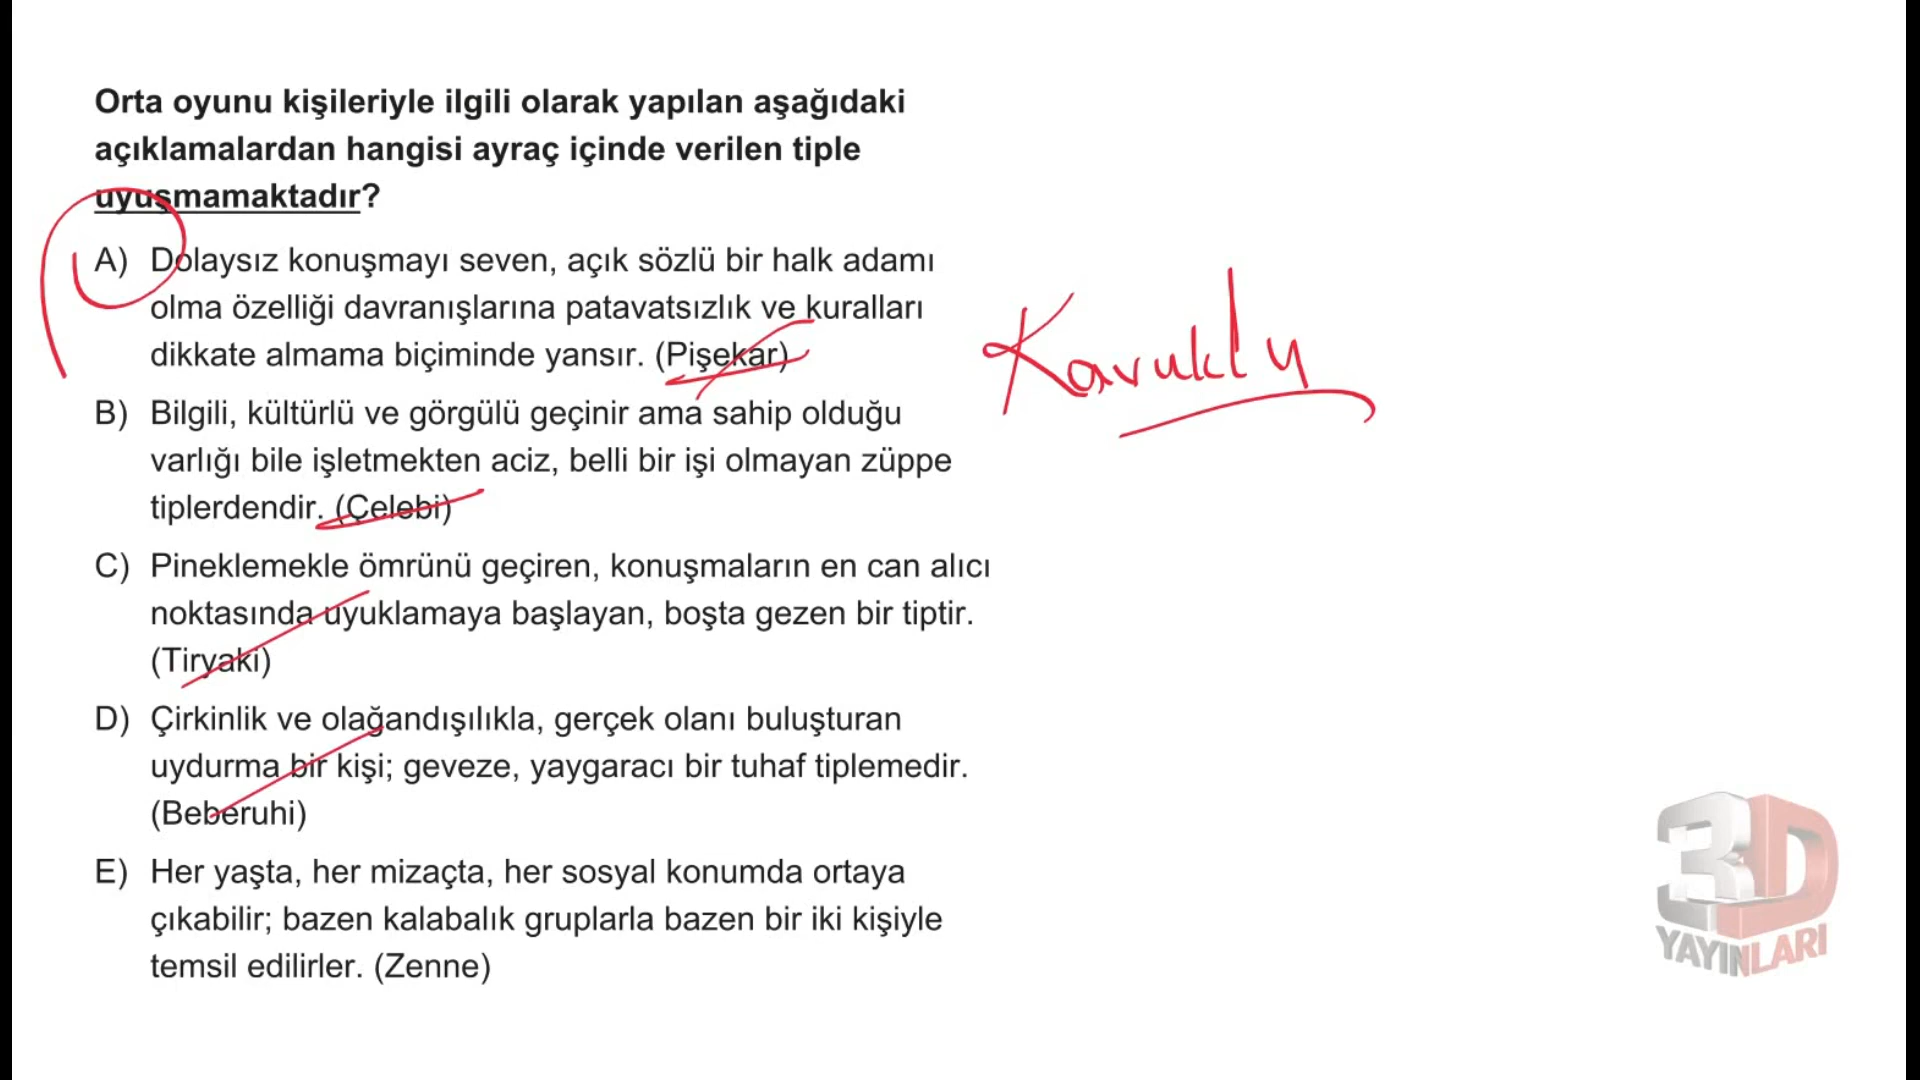 Orta oyunu kişileriyle ilgili olarak yapılan aşağıdaki
açıklamalardan hangisi ayraç içinde verilen tiple
uyuşmamaktadır?
A) Dolaysız konuşmayı seven, açık sözlü bir halk adamı
olma özelliği davranışlarına patavatsızlık ve kuralları
dikkate almama biçiminde yansır. (Pişekar)
Kavuklu
B) Bilgili, kültürlü ve görgülü geçinir ama sahip olduğu
varlığı bile işletmekten aciz, belli bir işi olmayan züppe
tiplerdendir. (Çelebi)
C) Pineklemekle ömrünü geçiren, konuşmaların en can alıcı
noktasında uyuklamaya başlayan, boşta gezen bir tiptir.
(Tiryaki)
D) Çirkinlik ve olağandışılıkla, gerçek olanı buluşturan
uydurma bir kişi; geveze, yaygaracı bir tuhaf tiplemedir.
(Beberuhi)
E) Her yaşta, her mizaçta, her sosyal konumda ortaya
çıkabilir; bazen kalabalık gruplarla bazen bir iki kişiyle
temsil edilirler. (Zenne)
3D
YAYINLARI